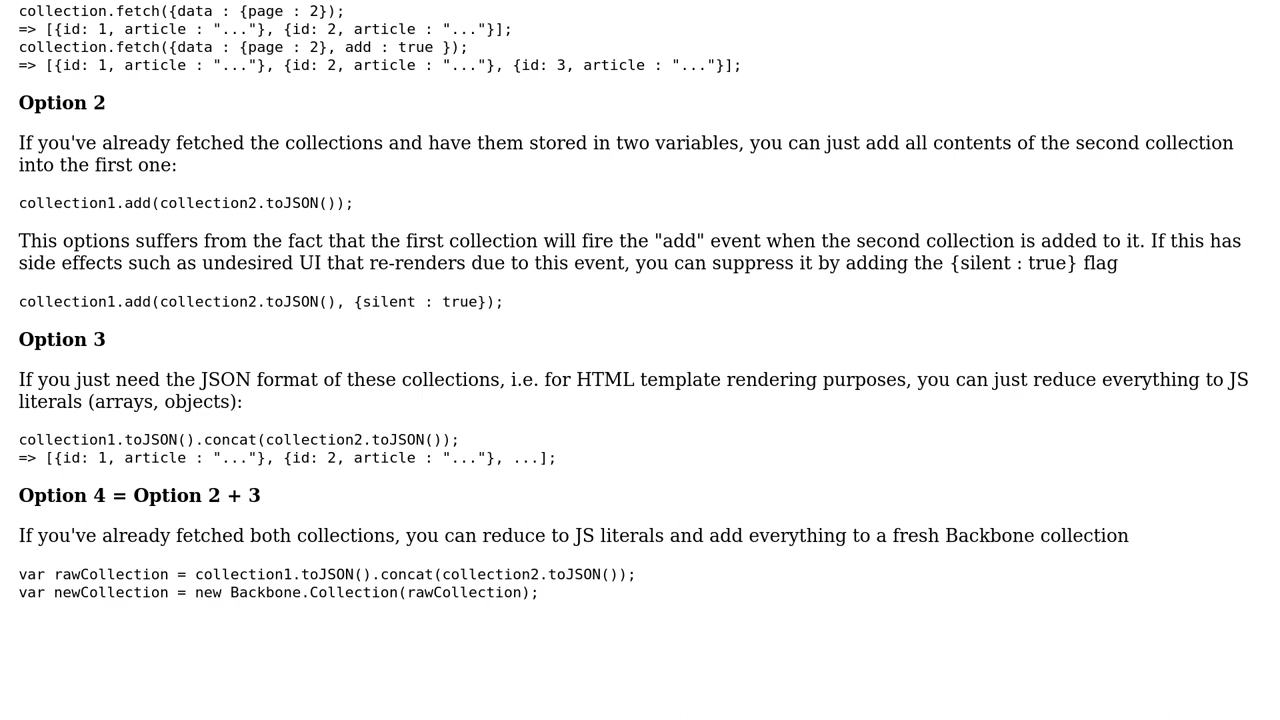 collection.fetch({data : {page : 2});
=> [{id: 1, article : "..."}, {id: 2, article : "..."}];
collection.fetch({data : {page : 2}, add : true });
=> [{id: 1, article : "..."}, {id: 2, article : "..."}, {id: 3, article : "..."}];
Option 2
If you've already fetched the collections and have them stored in two variables, you can just add all contents of the second collection
into the first one:
collection1.add(collection2.toJSON());
This options suffers from the fact that the first collection will fire the "add" event when the second collection is added to it. If this has
side effects such as undesired UI that re-renders due to this event, you can suppress it by adding the {silent : true} flag
collection1.add(collection2.toJSON(), {silent : true});
Option 3
If you just need the JSON format of these collections, i.e. for HTML template rendering purposes, you can just reduce everything to JS
literals (arrays, objects):
collection1.toJSON().concat(collection2.toJSON());
=> [{id: 1, article : "..."}, {id: 2, article : "..."}, ...];
Option 4 = Option 2 + 3
If you've already fetched both collections, you can reduce to JS literals and add everything to a fresh Backbone collection
var rawCollection = collection1.toJSON().concat(collection2.toJSON());
var newCollection = new Backbone.Collection(rawCollection);